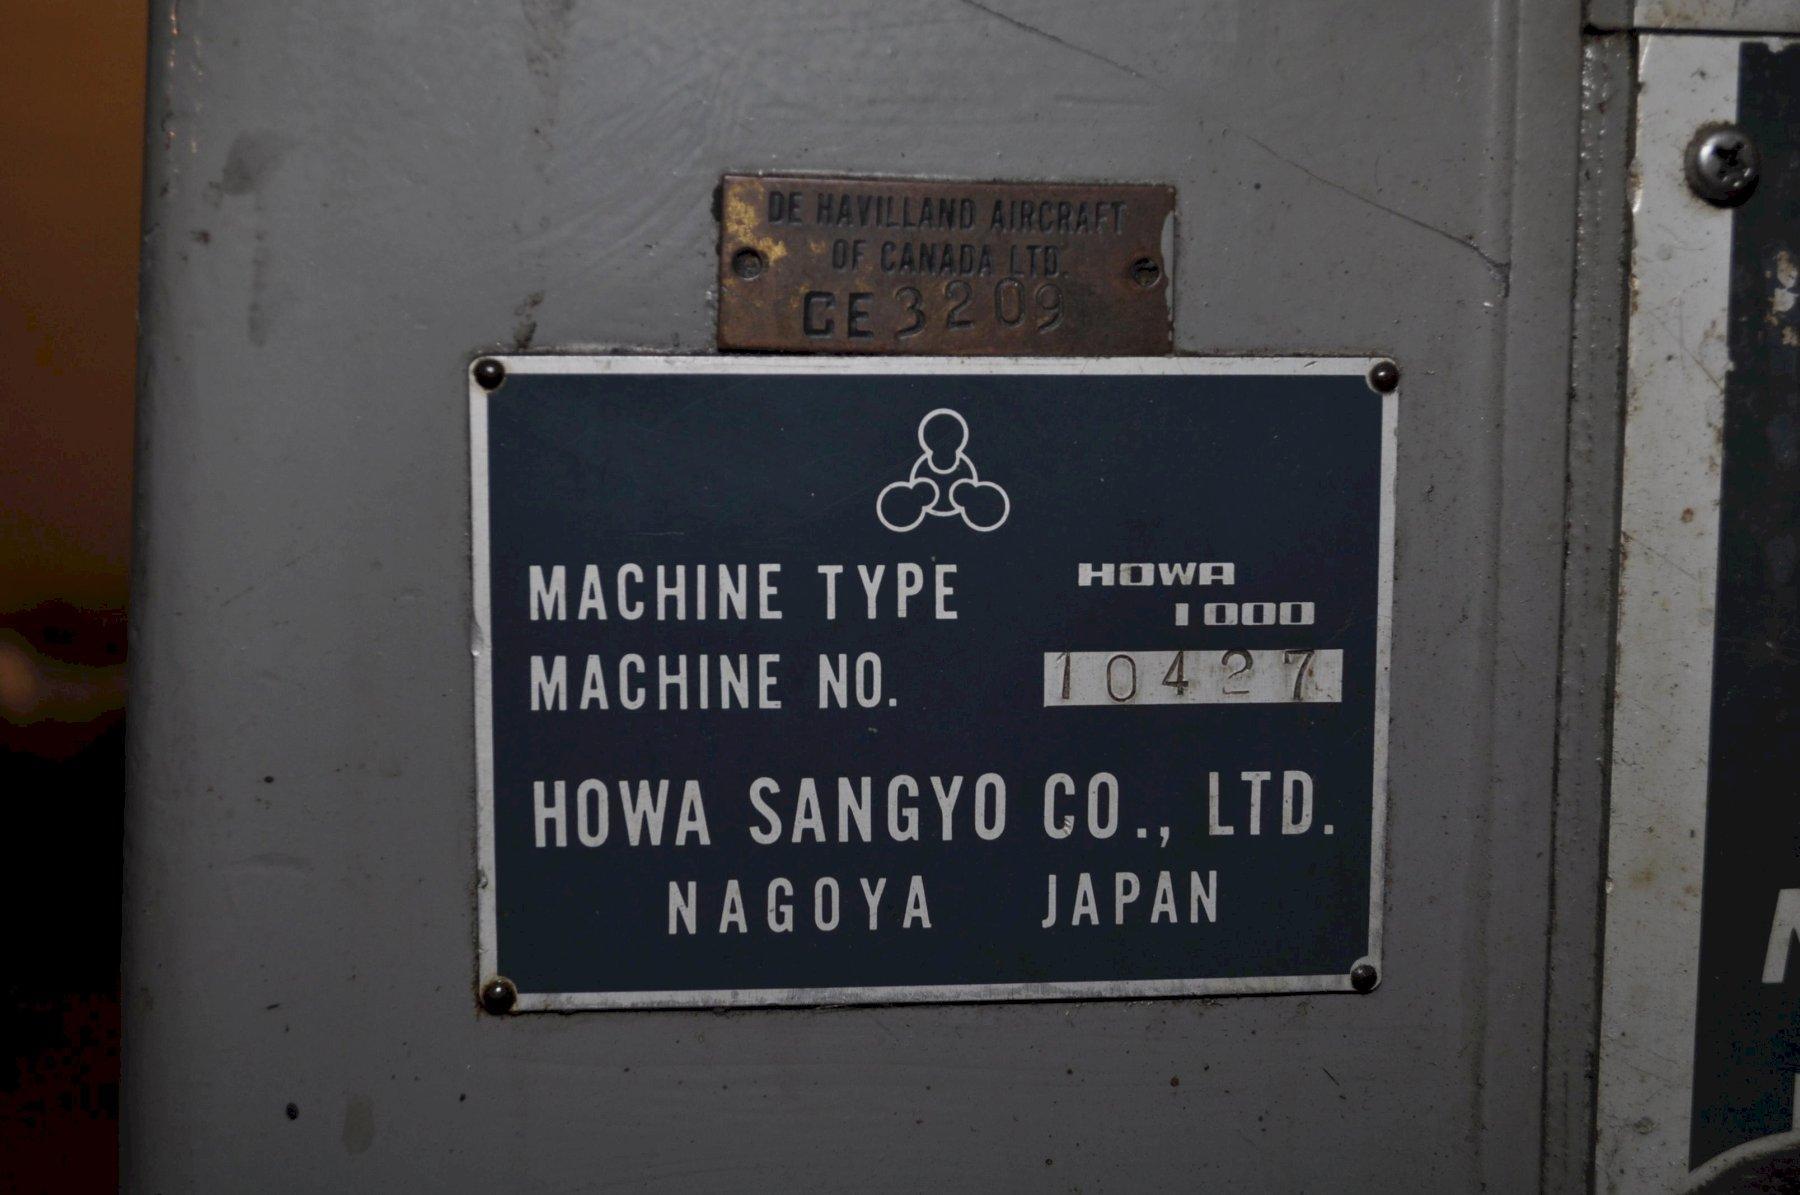 DE HAVILLAND AIRCRAFT
OF CANADA LTD.
CE 3209
MACHINE TYPE HOWA
1000
MACHINE NO. 10427
HOWA SANGYO CO., LTD.
NAGOYA JAPAN